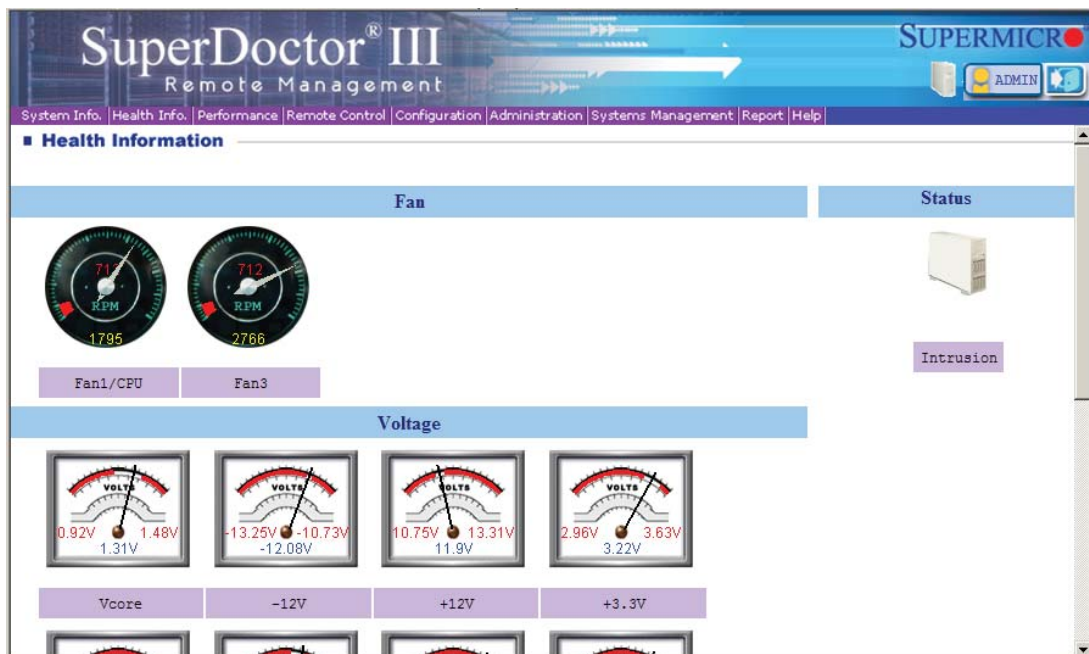 SuperDoctor® III
Remote Management
SUPERMICR
ADMIN
System Info. Health Info. Performance Remote Control Configuration Administration Systems Management Report Help
Health Information
Fan
Status
712
RPM
2766
RPM
1795
Fan1/CPU
Fan3
Intrusion
Voltage
VOLTS
0.92V 1.48V
1.31V
VOLTS
-13.25V -10.73V
-12.08V
VOLTS
10.75V 13.31V
11.9V
VOLTS
2.96V 3.63V
3.22V
Vcore
-12V
+12V
+3.3V